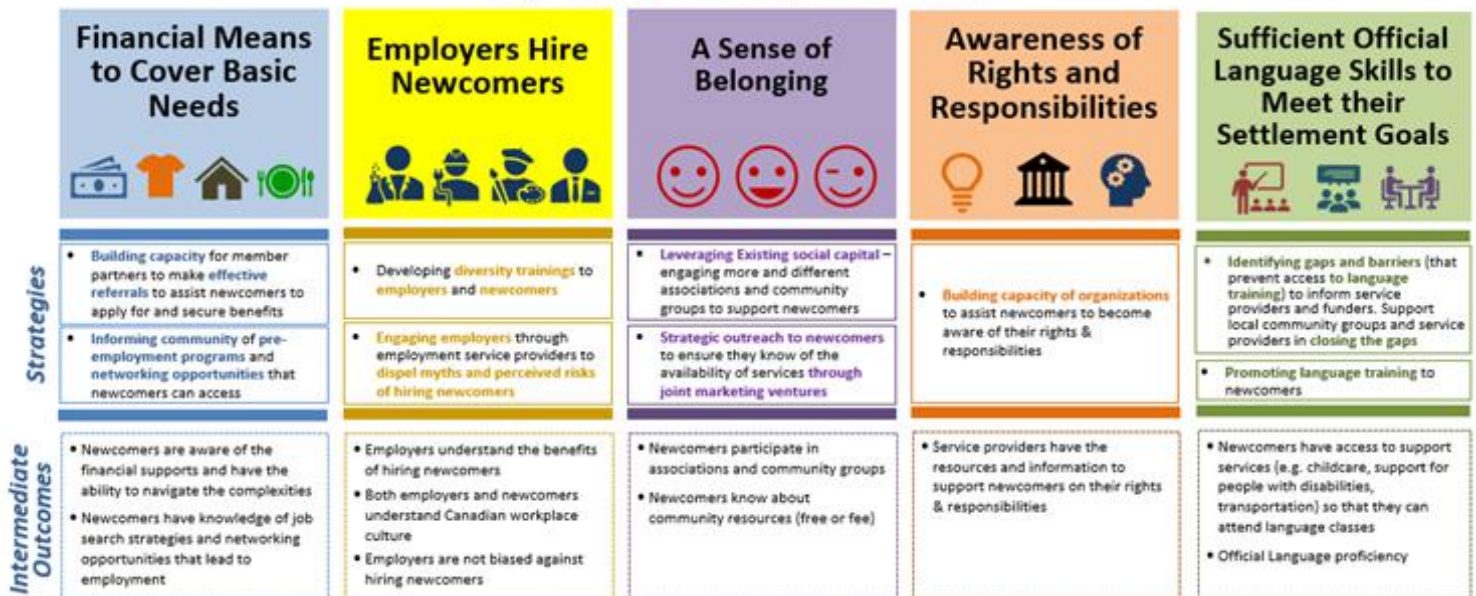 Financial Means
to Cover Basic
Needs
Employers Hire
Newcomers
A Sense of
Belonging
Awareness of
Rights and
Responsibilities
Sufficient Official
Language Skills to
Meet their
Settlement Goals
Strategies
• Building capacity for member
partners to make effective
referrals to assist newcomers to
apply for and secure benefits
• Informing community of pre-
employment programs and
networking opportunities that
newcomers can access
• Developing diversity trainings to
employers and newcomers
• Engaging employers through
employment service providers to
dispel myths and perceived risks
of hiring newcomers
• Leveraging Existing social capital –
engaging more and different
associations and community
groups to support newcomers
• Strategic outreach to newcomers
to ensure they know of the
availability of services through
joint marketing ventures
• Building capacity of organizations
to assist newcomers to become
aware of their rights &
responsibilities
• Identifying gaps and barriers (that
prevent access to language
training) to inform service
providers and funders. Support
local community groups and service
providers in closing the gaps
• Promoting language training to
newcomers
Intermediate
Outcomes
• Newcomers are aware of the
financial supports and have the
ability to navigate the complexities
• Newcomers have knowledge of job
search strategies and networking
opportunities that lead to
employment
• Employers understand the benefits
of hiring newcomers
• Both employers and newcomers
understand Canadian workplace
culture
• Employers are not biased against
hiring newcomers
• Newcomers participate in
associations and community groups
• Newcomers know about
community resources (free or fee)
• Service providers have the
resources and information to
support newcomers on their rights
& responsibilities
• Newcomers have access to support
services (e.g. childcare, support for
people with disabilities,
transportation) so that they can
attend language classes
• Official Language proficiency